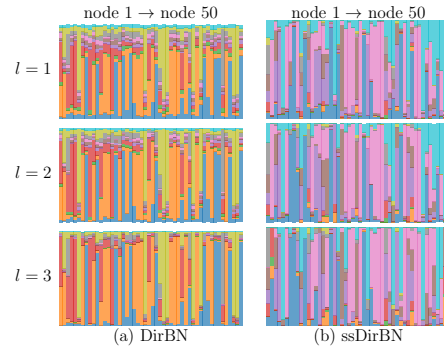 node 1 → node 50 node 1 → node 50
l = 1
l = 2
l = 3
(a) DirBN (b) ssDirBN